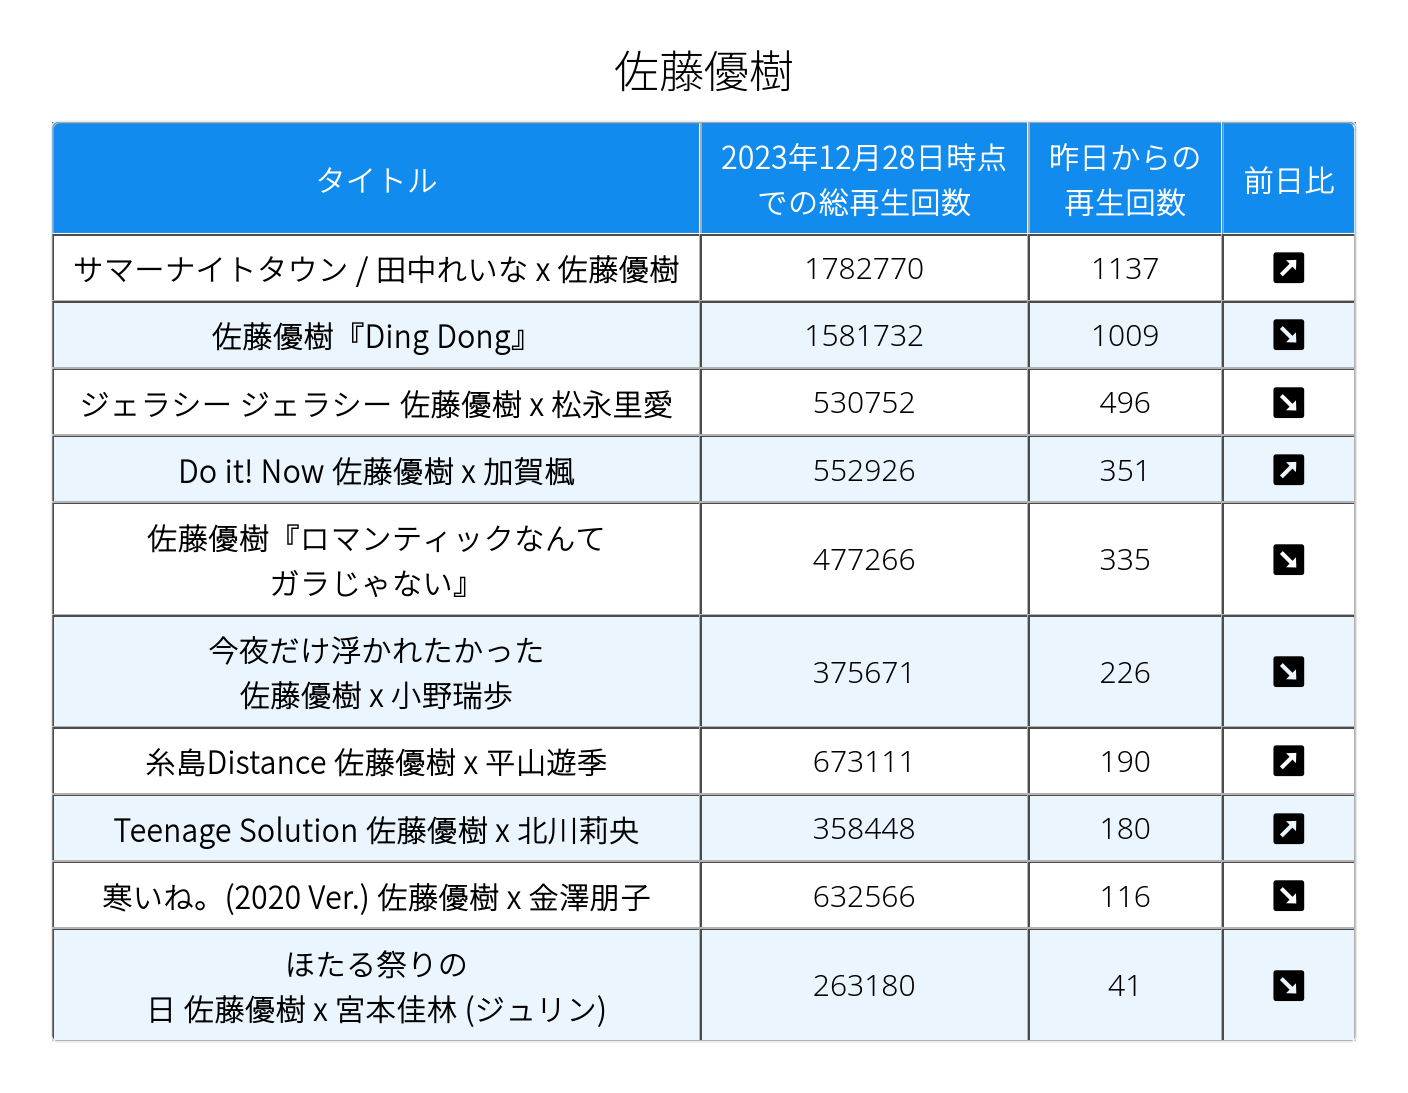 佐藤優樹
タイトル
2023年12月28日時点
での総再生回数
昨日からの
再生回数
前日比
サマーナイトタウン / 田中れいな x 佐藤優樹
1782770
1137
佐藤優樹『Ding Dong』
1581732
1009
ジェラシー ジェラシー 佐藤優樹 x 松永里愛
530752
496
Do it! Now 佐藤優樹 x 加賀楓
552926
351
佐藤優樹『ロマンティックなんて
ガラじゃない』
477266
335
今夜だけ浮かれたかった
佐藤優樹 x 小野瑞歩
375671
226
糸島Distance 佐藤優樹 x 平山遊季
673111
190
Teenage Solution 佐藤優樹 x 北川莉央
358448
180
寒いね。(2020 Ver.) 佐藤優樹 x 金澤朋子
632566
116
ほたる祭りの
日 佐藤優樹 x 宮本佳林 (ジュリン)
263180
41